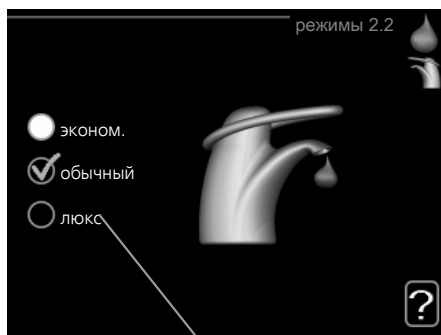 режимы 2.2
эконом.
обычный
люкс
?